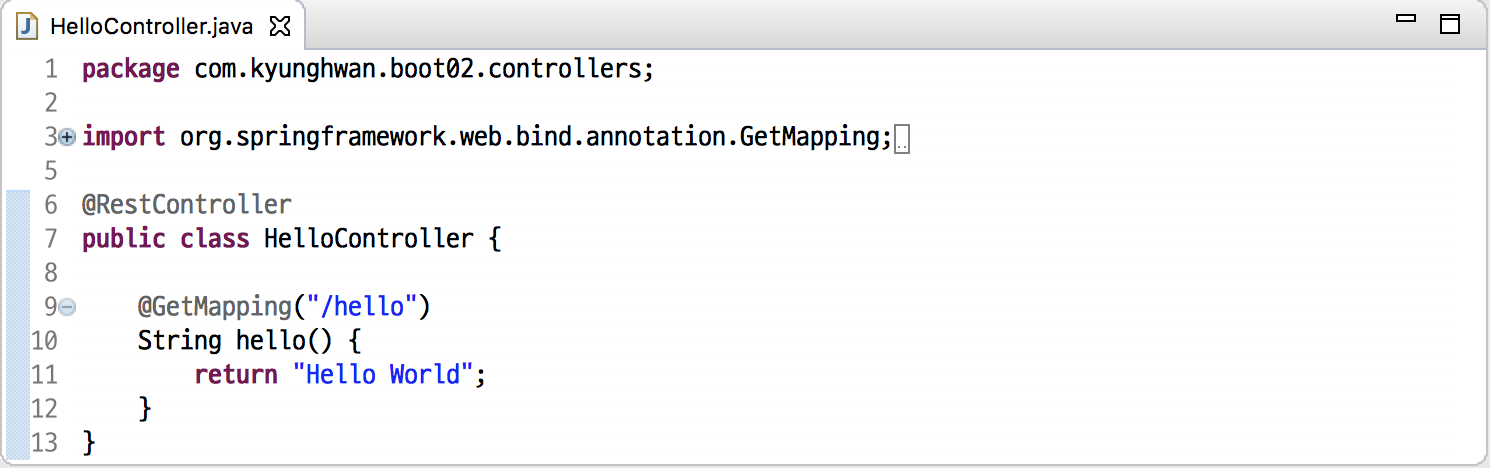 HelloController.java
1 package com.kyunghwan.boot02.controllers;
2
3 import org.springframework.web.bind.annotation.GetMapping;
5
6 @RestController
7 public class HelloController {
8
9     @GetMapping("/hello")
10     String hello() {
11         return "Hello World";
12     }
13 }